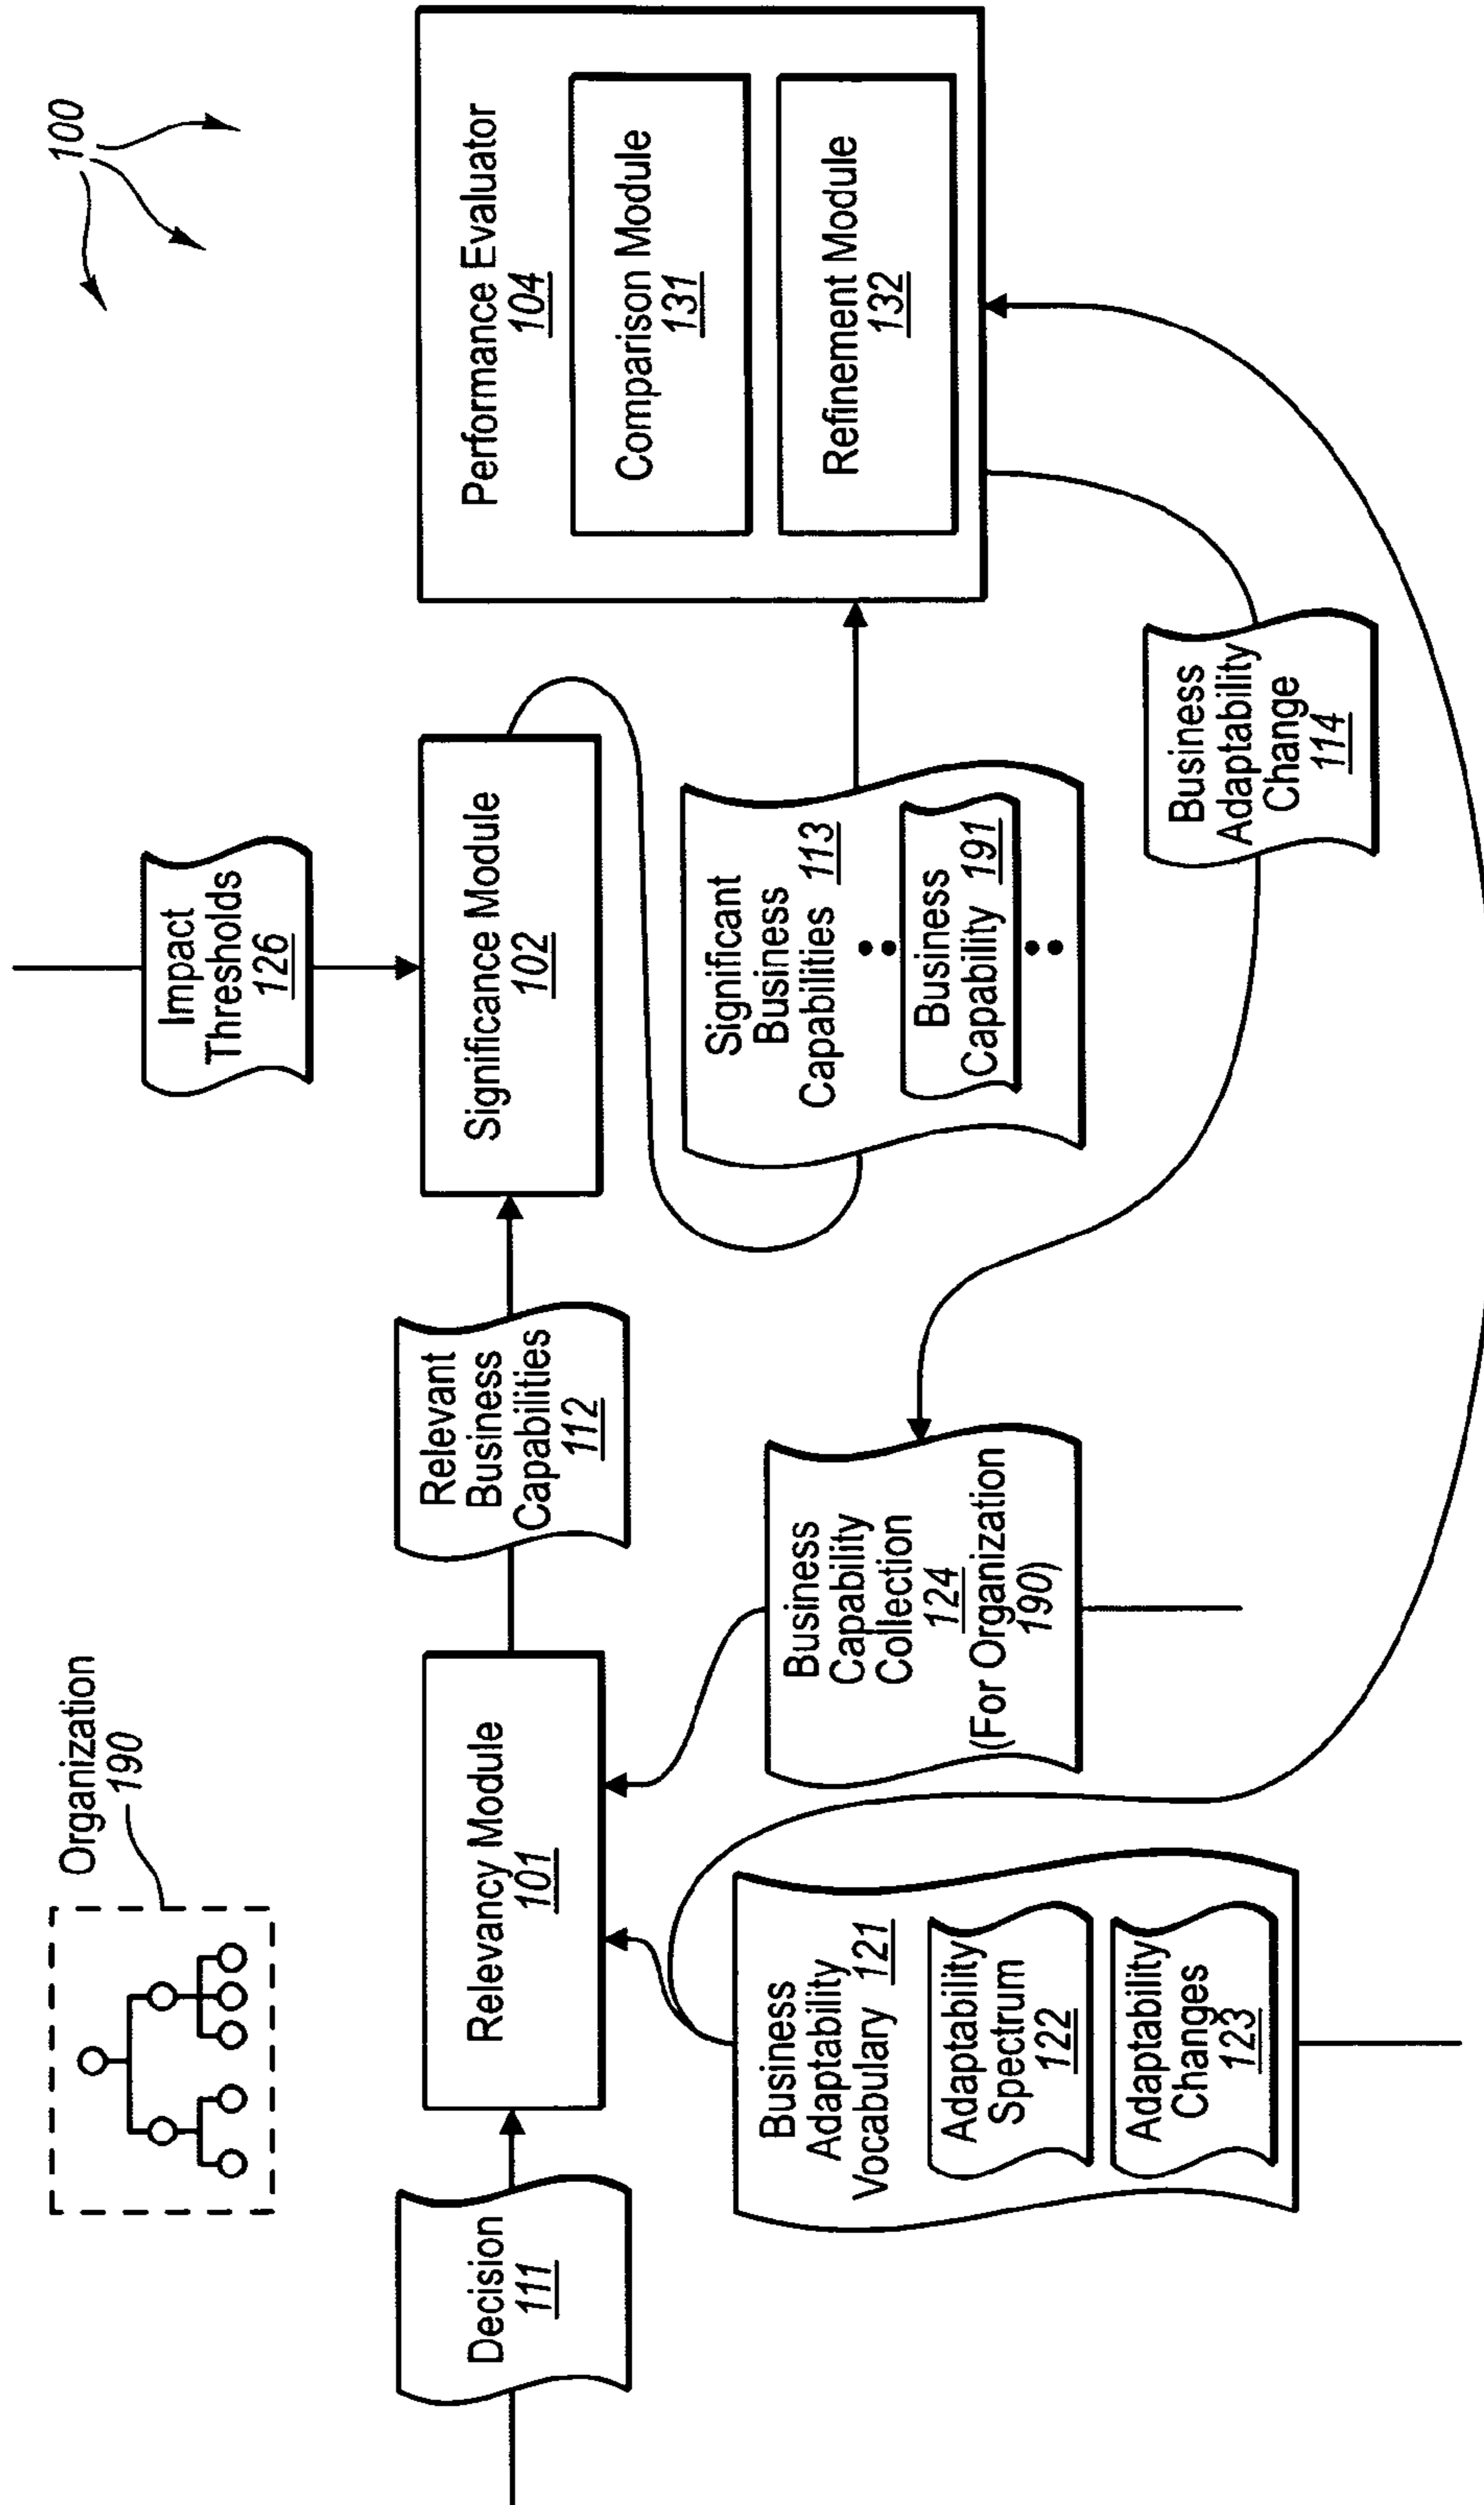 100
Organization
190
Impact
Thresholds
126
Decision
111
Relevancy Module
101
Relevant
Business
Capabilities
112
Significance Module
102
Performance Evaluator
104
Comparison Module
131
Refinement Module
132
Business
Adaptability
Vocabulary 121
Adaptability
Spectrum
122
Adaptability
Changes
123
Business
Capability
Collection
124
(For Organization
190)
Significant
Business
Capabilities 113
Business
Capability 191
Business
Adaptability
Change
114